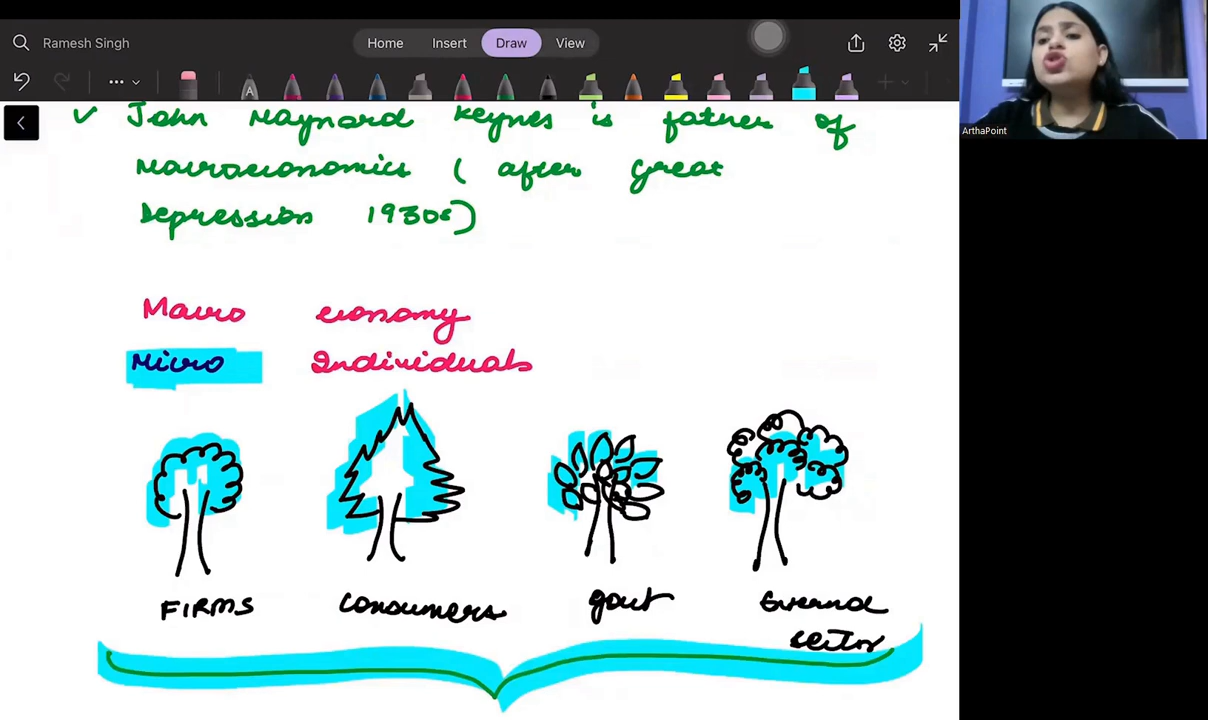 Ramesh Singh
Home Insert Draw View
A
ArthaPoint
✓ John Maynard Keynes is father of
Macroeconomics ( after Great
Depression 1930s)
Macro economy
Micro Individuals
FIRMS consumers govt External
sector